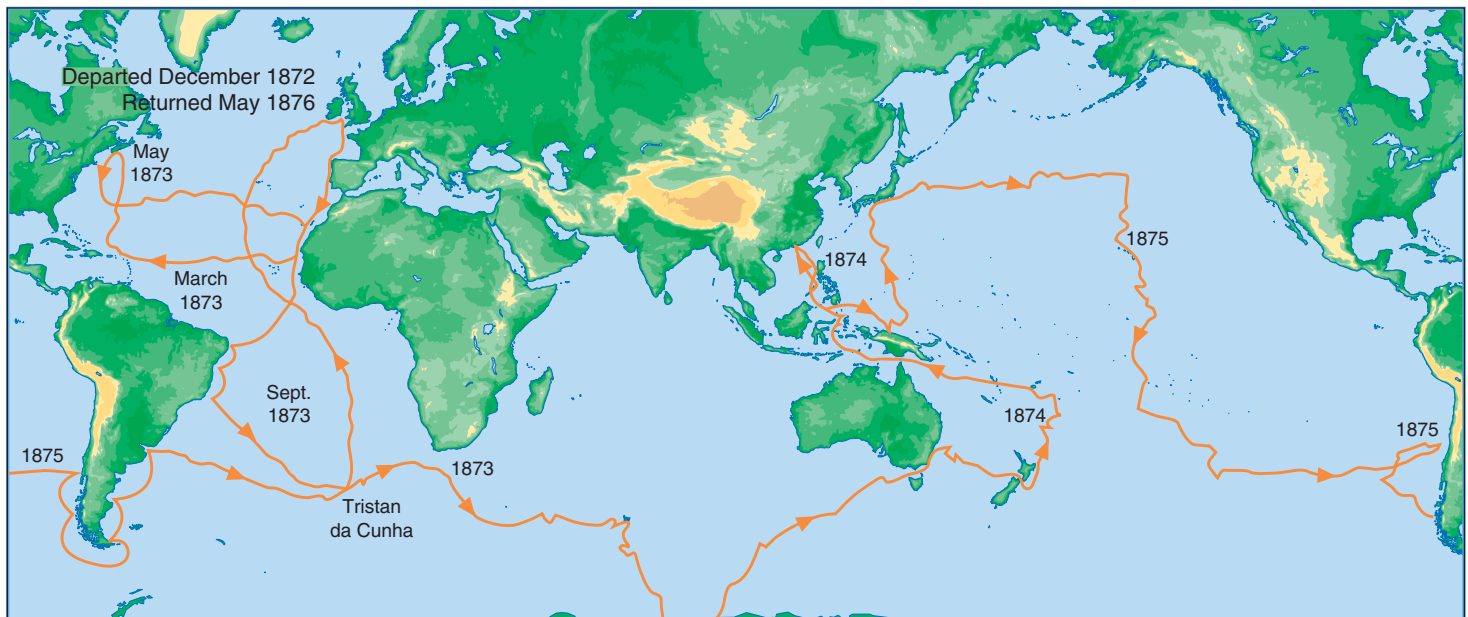 Departed December 1872
Returned May 1876
May
1873
March
1873
Sept.
1873
1875
1873
Tristan
da Cunha
1874
1874
1875
1875